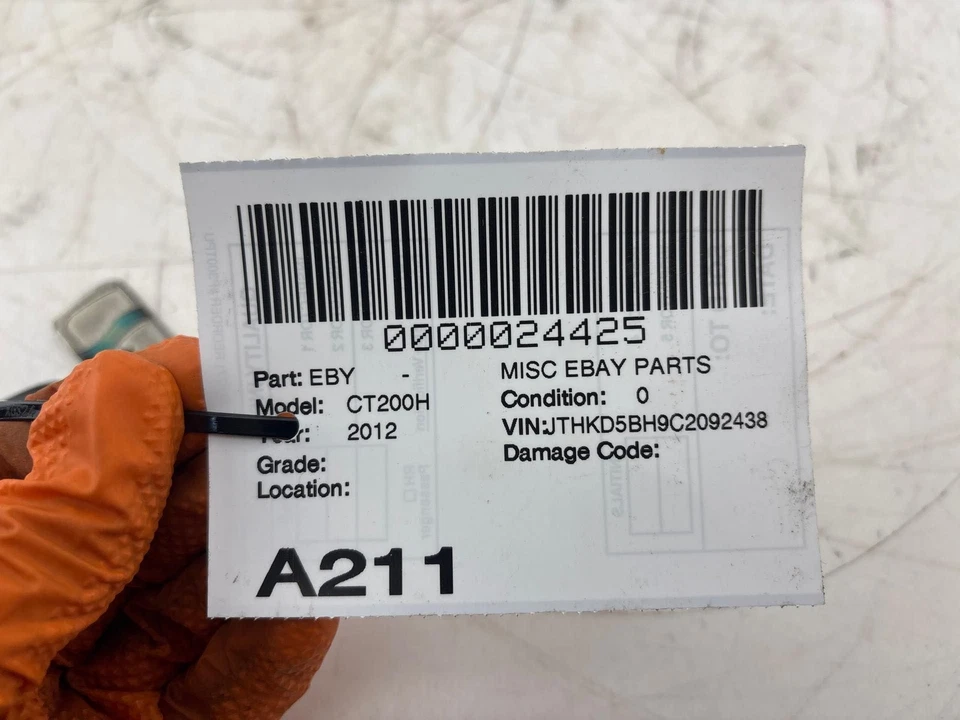 0000024425
Part: EBY - MISC EBAY PARTS
Model: CT200H Condition: 0
2012 VIN:JTHKD5BH9C2092438
Grade: Damage Code:
Location:
A211